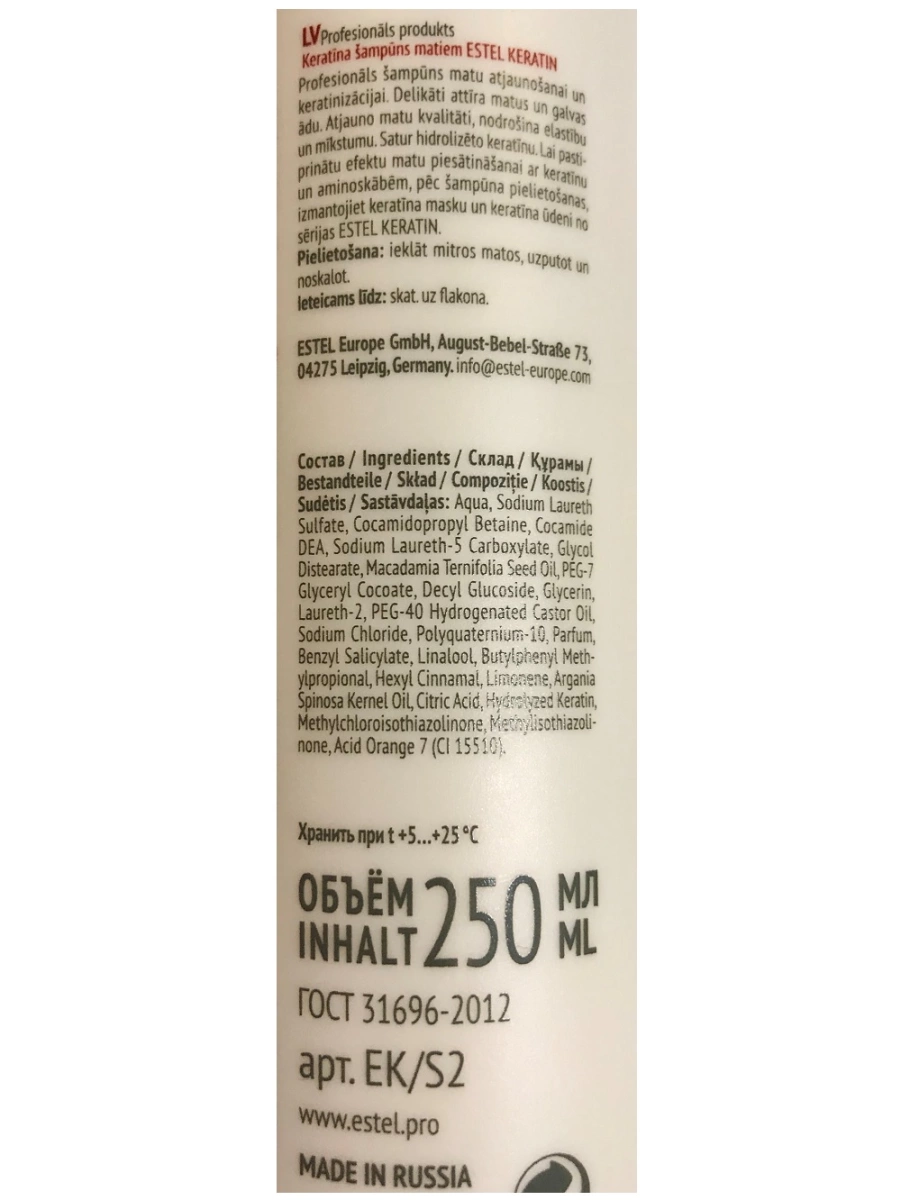 LV Profesionāls produkts
Keratīna šampūns matiem ESTEL KERATIN
Profesionāls šampūns matu atjaunošanai un
keratinizācijai. Delikāti attīra matus un galvas
ādu. Atjauno matu kvalitāti, nodrošina elastību
un mīkstumu. Satur hidrolizēto keratīnu. Lai pasti-
prinātu efektu matu piesātināšanai ar keratīnu
un aminoskābēm, pēc šampūna pielietošanas,
izmantojiet keratīna masku un keratīna ūdeni no
sērijas ESTEL KERATIN.
Pielietošana: ieklāt mitros matos, uzputot un
noskalot.
Ieteicams līdz: skat. uz flakona.
ESTEL Europe GmbH, August-Bebel-Straße 73,
04275 Leipzig, Germany. info@estel-europe.com
Состав / Ingredients / Склад / Құрамы /
Bestandteile / Skład / Compoziție / Koostis /
Sudėtis / Sastāvdaļas: Aqua, Sodium Laureth
Sulfate, Cocamidopropyl Betaine, Cocamide
DEA, Sodium Laureth-5 Carboxylate, Glycol
Distearate, Macadamia Ternifolia Seed Oil, PEG-7
Glyceryl Cocoate, Decyl Glucoside, Glycerin,
Laureth-2, PEG-40 Hydrogenated Castor Oil,
Sodium Chloride, Polyquaternium-10, Parfum,
Benzyl Salicylate, Linalool, Butylphenyl Meth-
ylpropional, Hexyl Cinnamal, Limonene, Argania
Spinosa Kernel Oil, Citric Acid, Hydrolyzed Keratin,
Methylchloroisothiazolinone, Methylisothiazoli-
none, Acid Orange 7 (CI 15510).
Хранить при t +5...+25 °C
ОБЪЁМ 250 МЛ
INHALT ML
ГОСТ 31696-2012
арт. EK/S2
www.estel.pro
MADE IN RUSSIA